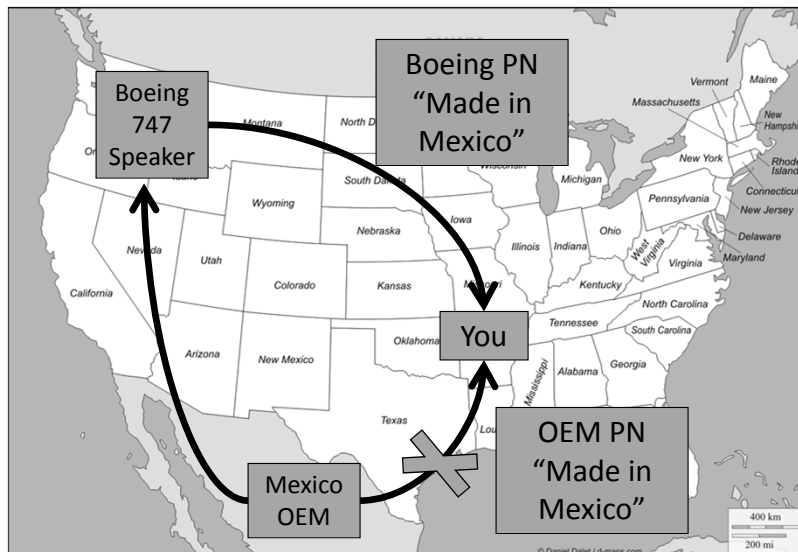 Boeing
747
Speaker
Boeing PN
“Made in
Mexico”
You
OEM PN
“Made in
Mexico”
Mexico
OEM
Montana
North D
Or
Idaho
Wyoming
South Dakota
Nebraska
Iowa
Wisconsin
Michigan
Nevada
Utah
Colorado
Kansas
Missouri
Illinois
Indiana
Ohio
West
Virginia
Virginia
Kentucky
California
Arizona
New Mexico
Oklahoma
Texas
Tennessee
North Carolina
South Carolina
Mississippi
Alabama
Georgia
Lou
Vermont
Maine
Massachusetts
New
Hampshire
New York
Rhode
Island
Connecticut
Pennsylvania
New Jersey
Delaware
Maryland
400 km
200 mi
© Daniel Dalet / d-maps.com